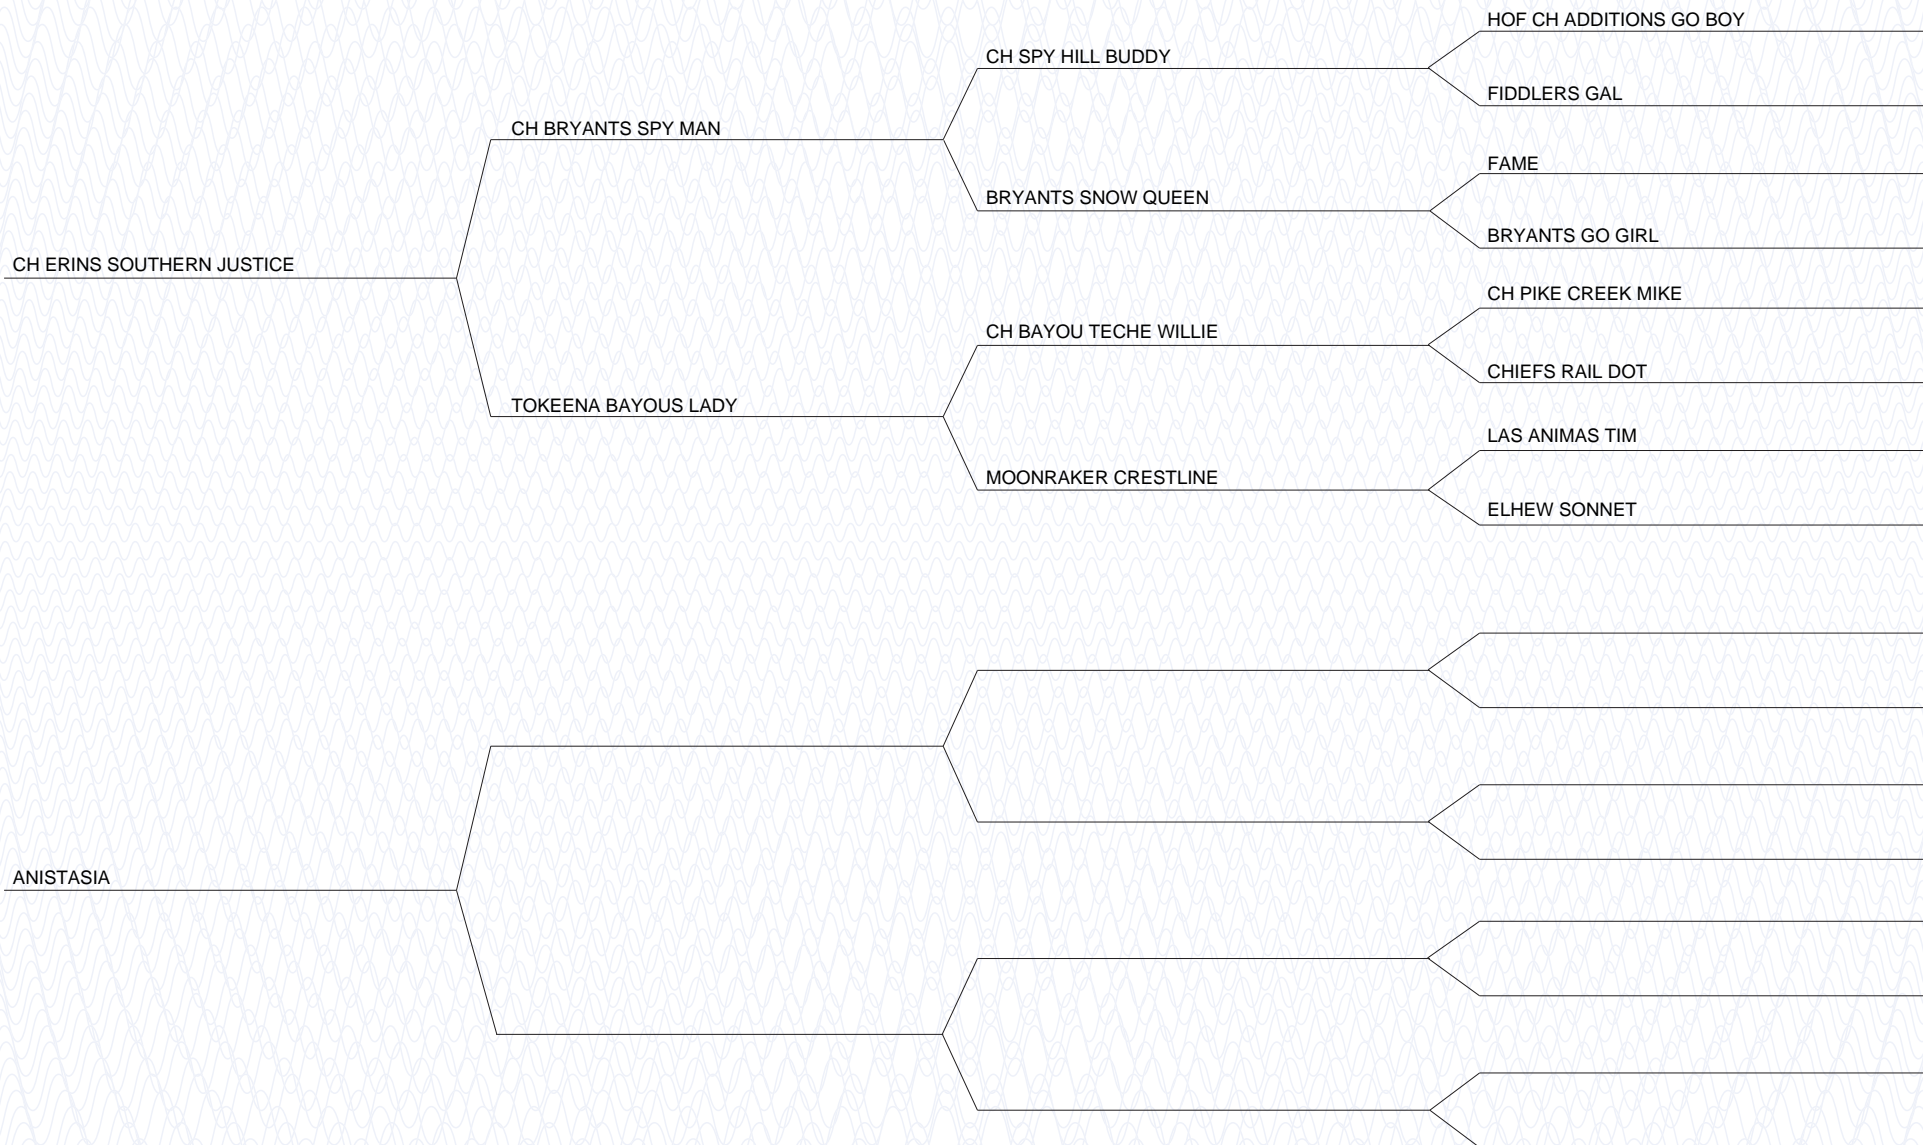 HOF CH ADDITIONS GO BOY
CH SPY HILL BUDDY
FIDDLERS GAL
CH BRYANTS SPY MAN
FAME
BRYANTS SNOW QUEEN
BRYANTS GO GIRL
CH ERINS SOUTHERN JUSTICE
CH PIKE CREEK MIKE
CH BAYOU TECHE WILLIE
CHIEFS RAIL DOT
TOKEENA BAYOUS LADY
LAS ANIMAS TIM
MOONRAKER CRESTLINE
ELHEW SONNET
ANISTASIA